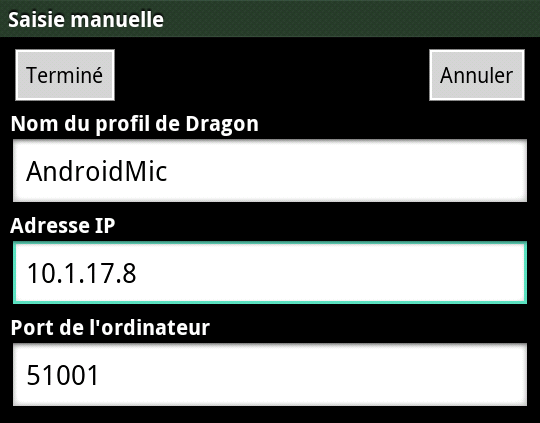 Saisie manuelle
Terminé
Annuler
Nom du profil de Dragon
AndroidMic
Adresse IP
10.1.17.8
Port de l'ordinateur
51001